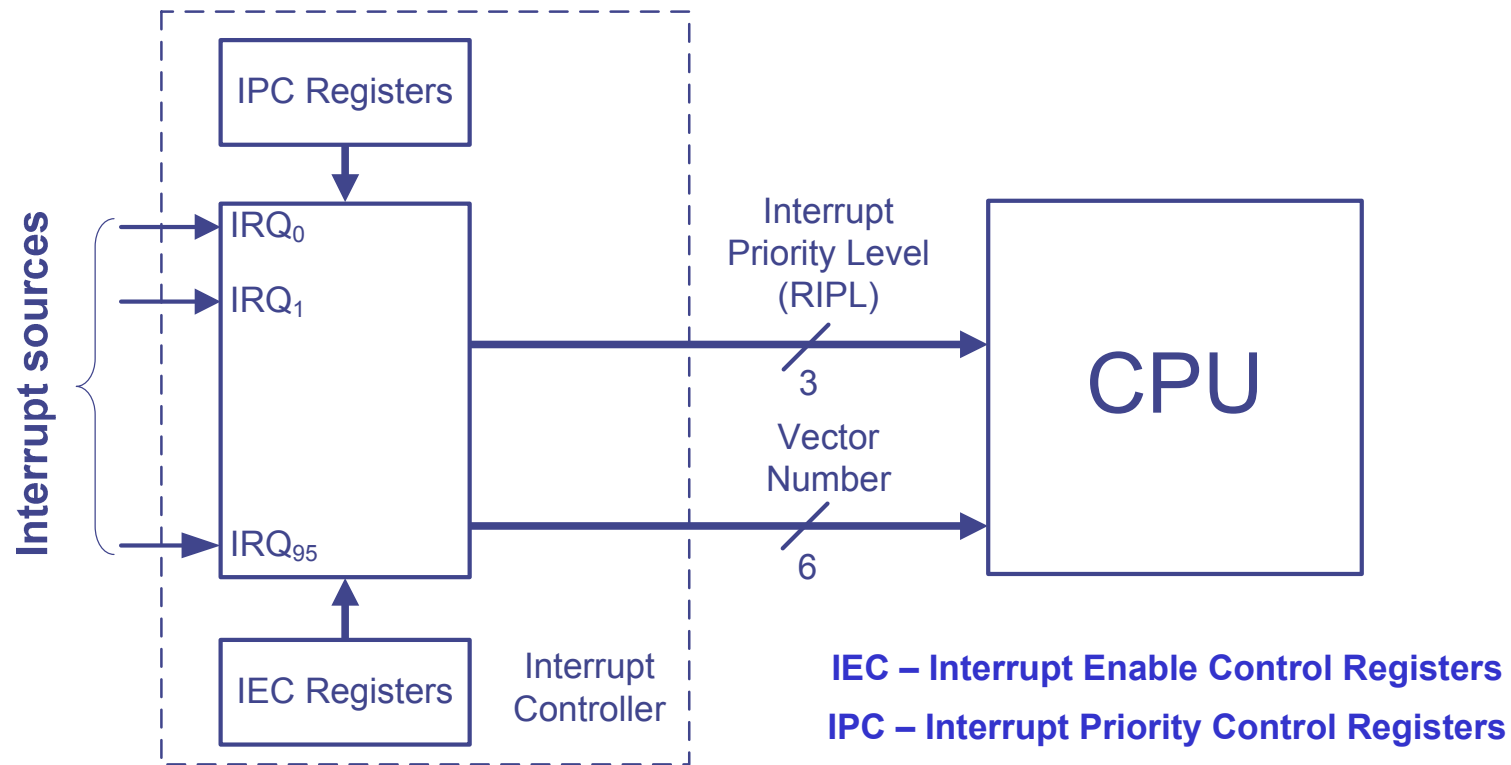 IPC Registers
Interrupt sources
IRQ₀
IRQ₁
IRQ₉₅
IEC Registers
Interrupt
Controller
Interrupt
Priority Level
(RIPL)
3
Vector
Number
6
CPU
IEC – Interrupt Enable Control Registers
IPC – Interrupt Priority Control Registers